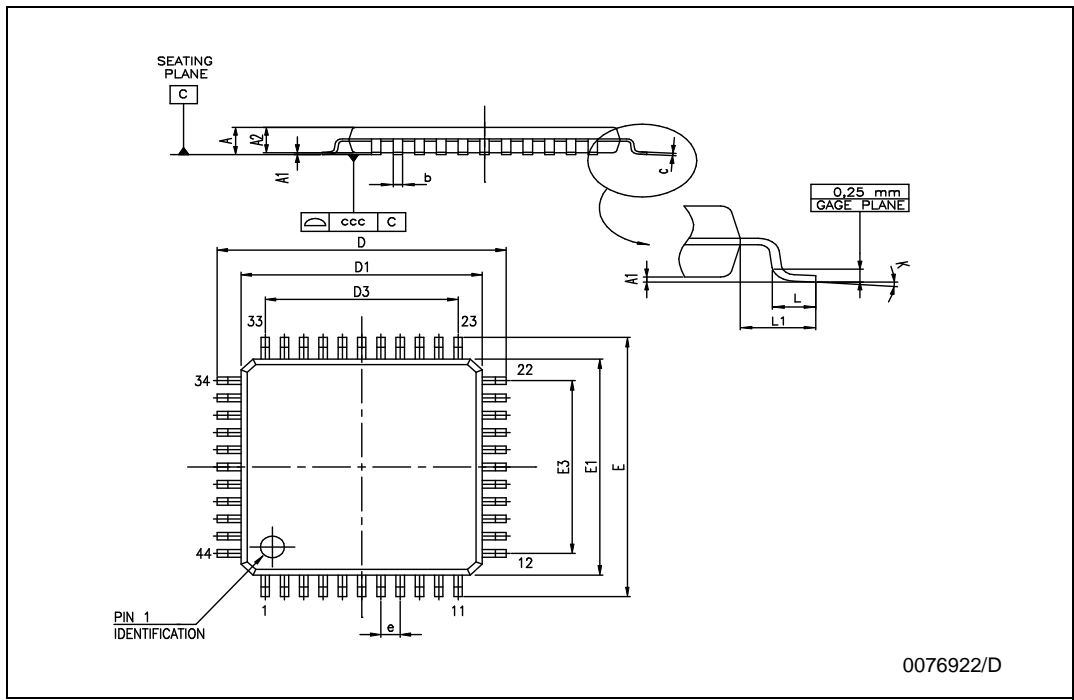 SEATING
PLANE
C
A
A2
A1
b
c
ccc C
0,25 mm
GAGE PLANE
A1
K
L
L1
D
D1
D3
33
23
34
22
E3
E1
E
44
12
1
11
e
PIN 1
IDENTIFICATION
0076922/D